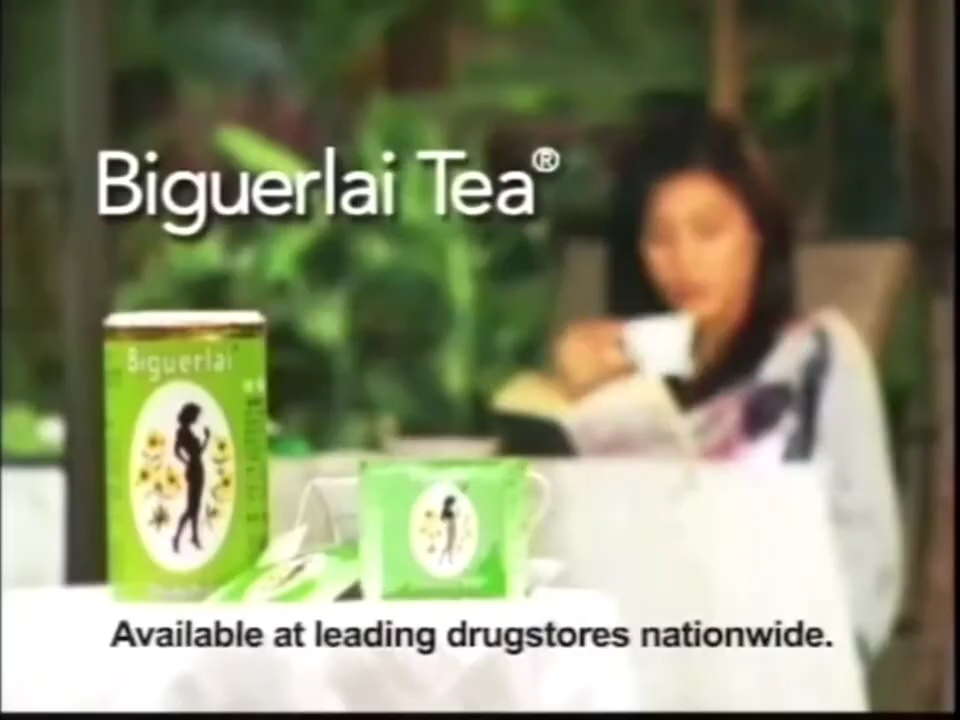 Biguerlai Tea®
Biguerlai
Available at leading drugstores nationwide.